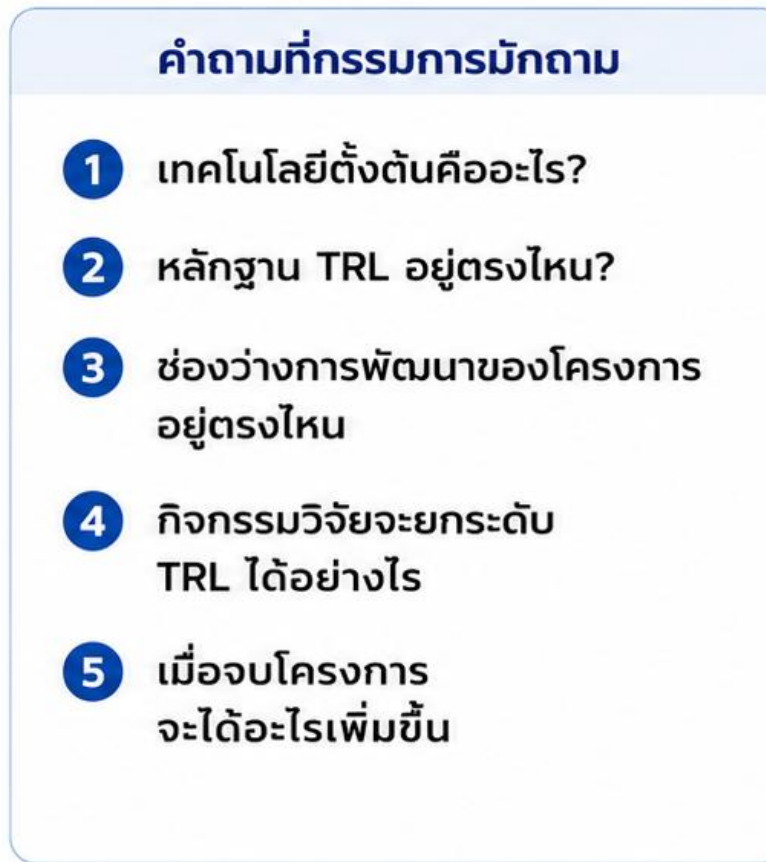 คำถามที่กรรมการมักถาม
1 เทคโนโลยีตั้งต้นคืออะไร?
2 หลักฐาน TRL อยู่ตรงไหน?
3 ช่องว่างการพัฒนาของโครงการ
อยู่ตรงไหน
4 กิจกรรมวิจัยจะยกระดับ
TRL ได้อย่างไร
5 เมื่อจบโครงการ
จะได้อะไรเพิ่มขึ้น